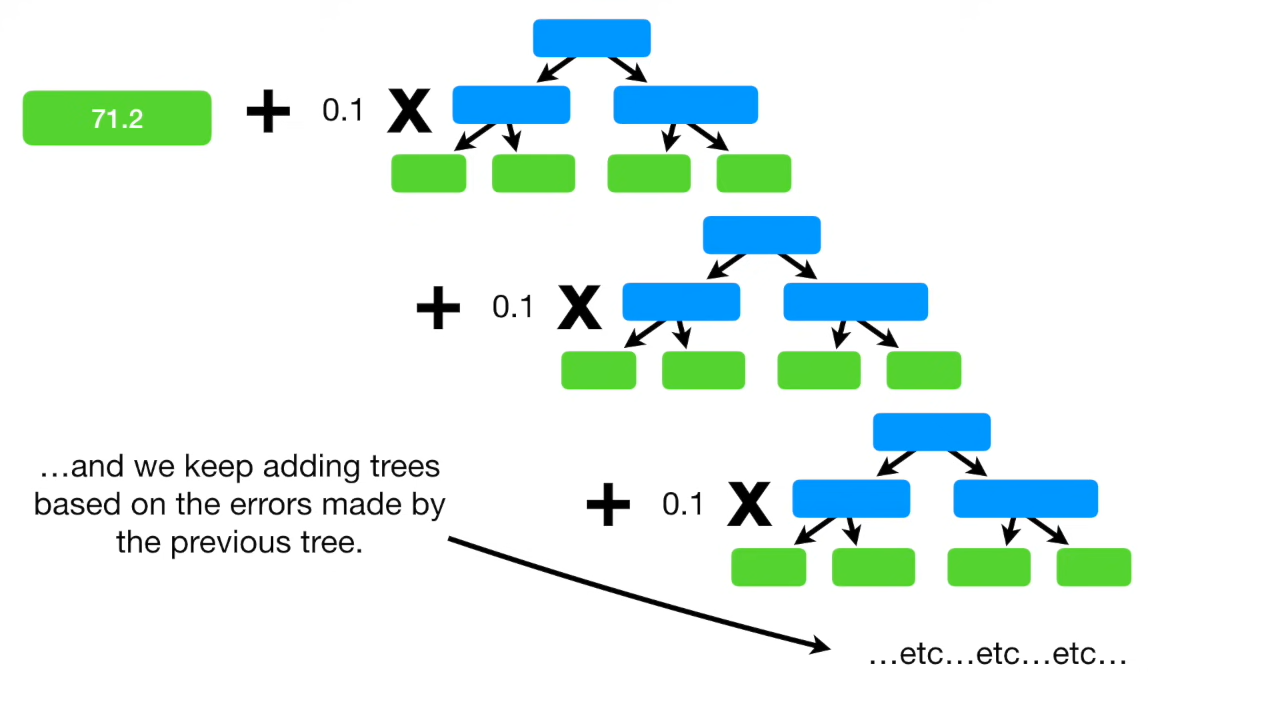 71.2 + 0.1 X
+ 0.1 X
…and we keep adding trees
based on the errors made by
the previous tree.
+ 0.1 X
…etc…etc…etc…